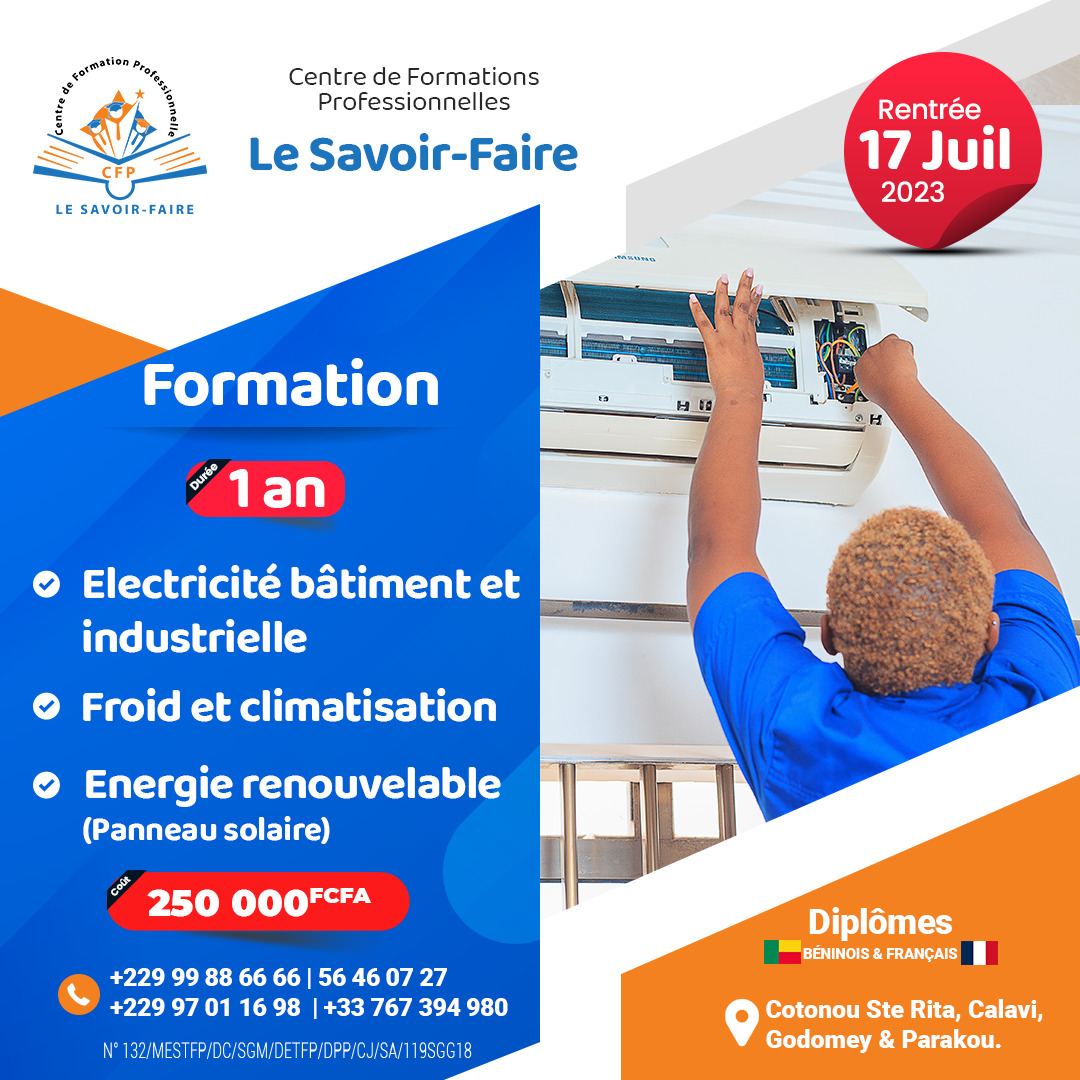 Centre de Formation Professionnelle
CFP
LE SAVOIR-FAIRE
Centre de Formations
Professionnelles
Le Savoir-Faire
Rentrée
17 Juil
2023
MSUNG
Formation
Durée
1 an
Electricité bâtiment et
industrielle
Froid et climatisation
Energie renouvelable
(Panneau solaire)
Coût
250 000 FCFA
+229 99 88 66 66 | 56 46 07 27
+229 97 01 16 98 | +33 767 394 980
N° 132/MESTFP/DC/SGM/DETFP/DPP/CJ/SA/119SGG18
Diplômes
BÉNINOIS & FRANÇAIS
Cotonou Ste Rita, Calavi,
Godomey & Parakou.